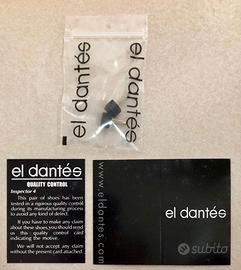 el dantés
el dantés
el dantés
QUALITY CONTROL
Inspector 4
This pair of shoes has been
tested in a rigorous quality control
during its manufacturing process
to avoid any kind of defect.
If you have to make any claim
about these shoes, you should send
us this quality control card
indicating the motive.
We will not accept any claim
without the present card attached.
www.eldantes.com
el dantés
subito